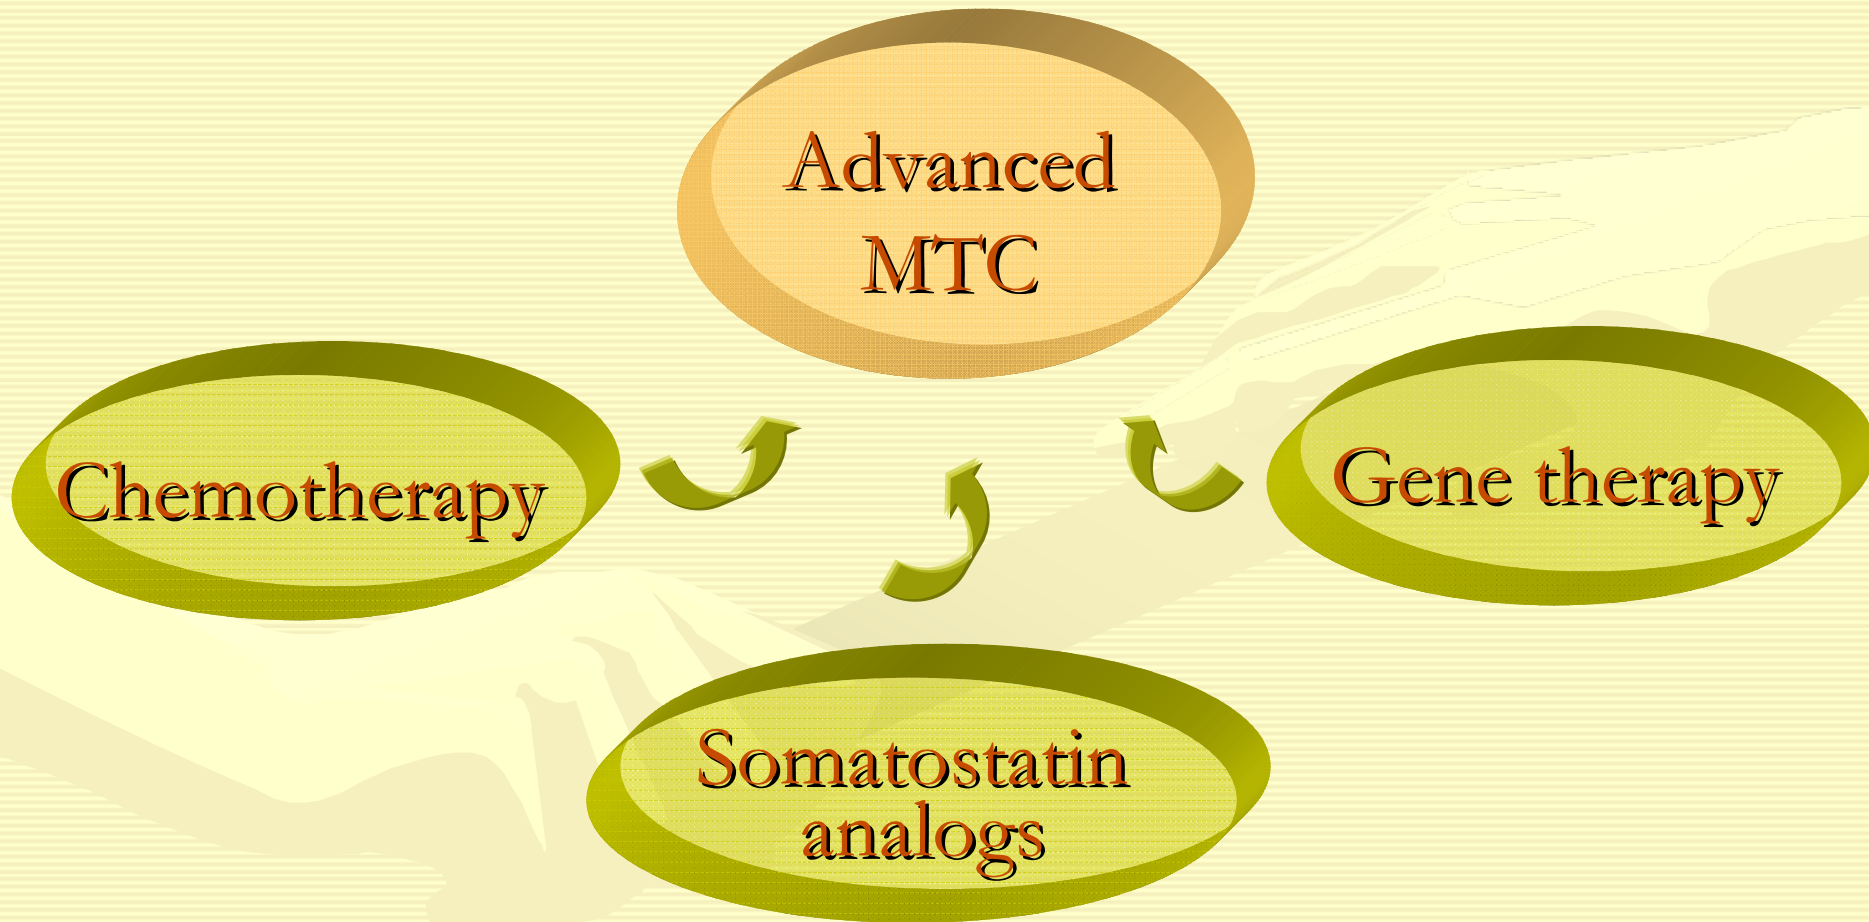 Advanced
MTC
Chemotherapy
Gene therapy
Somatostatin
analogs